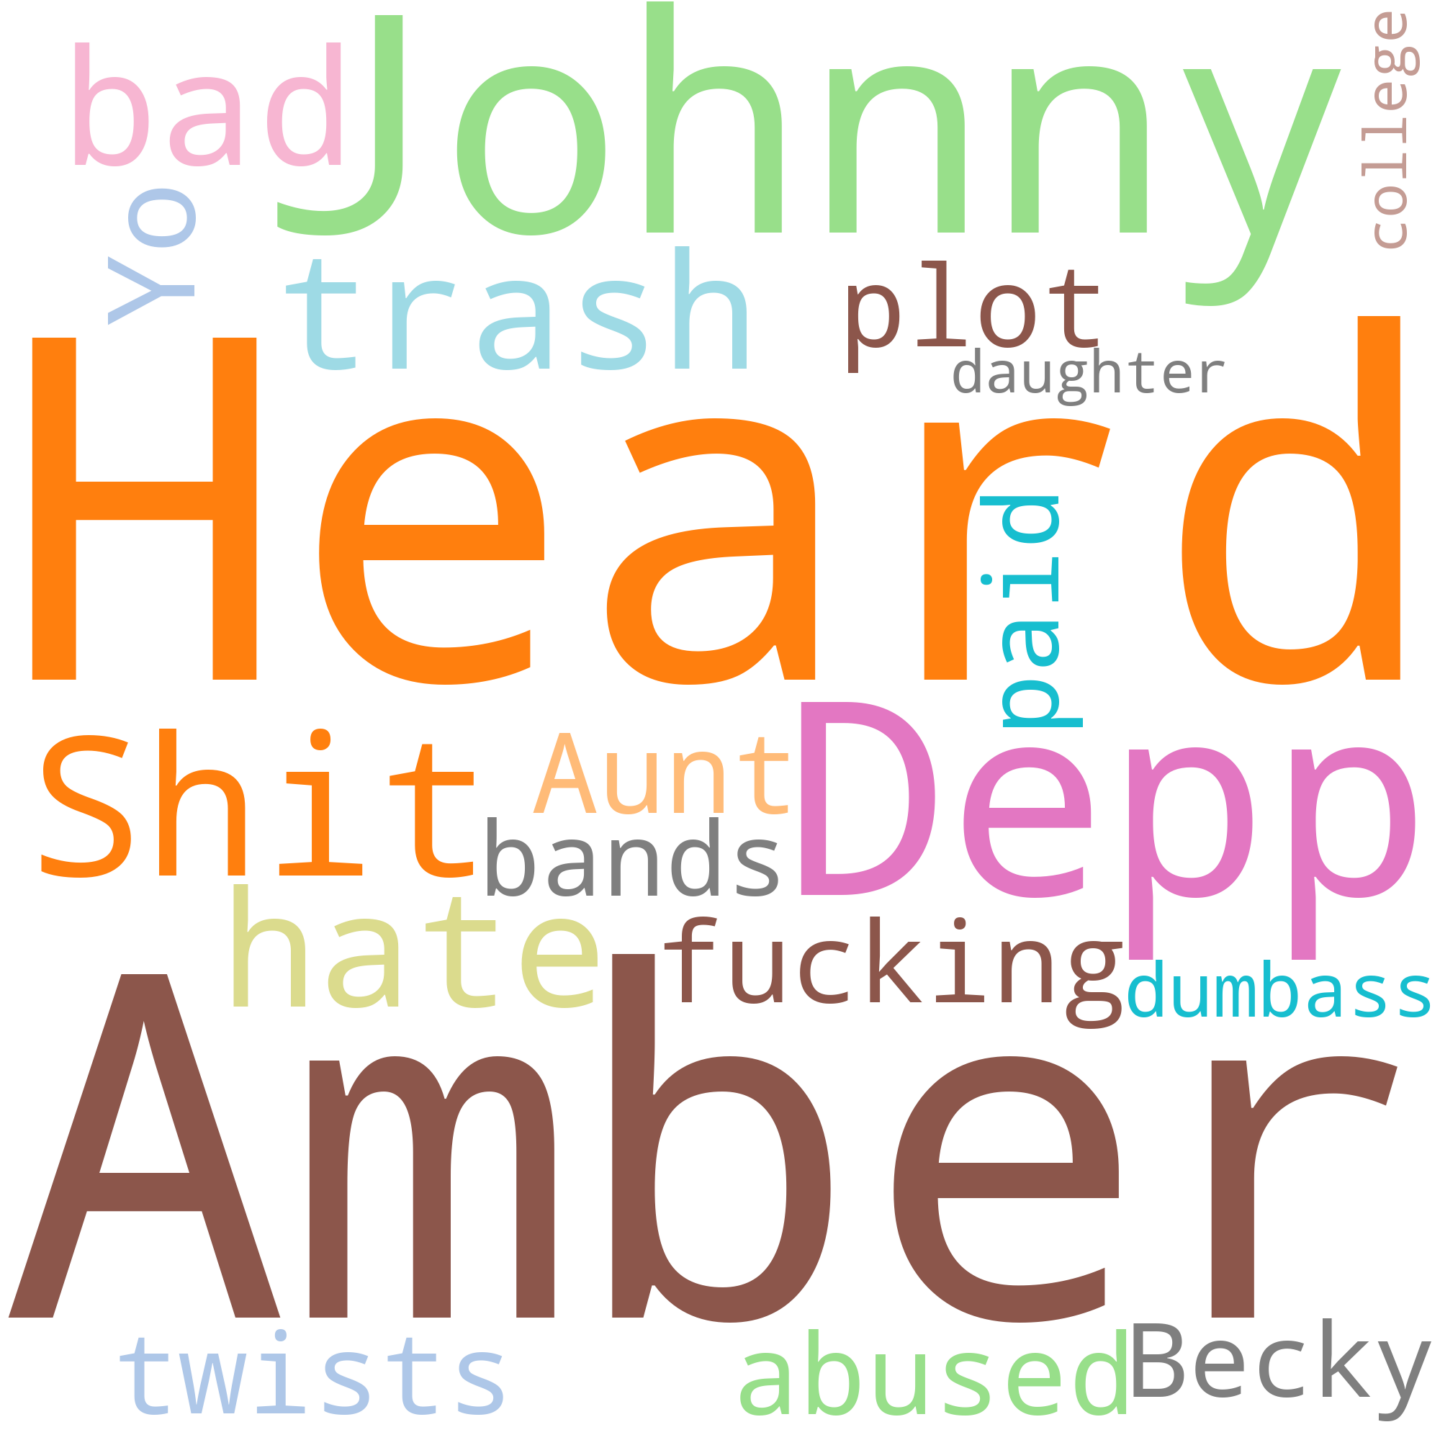 bad
Johnny
college
Yo
trash
plot
daughter
Heard
paid
Shit
Aunt
Depp
bands
hate
fucking
dumbass
Amber
twists
abused
Becky